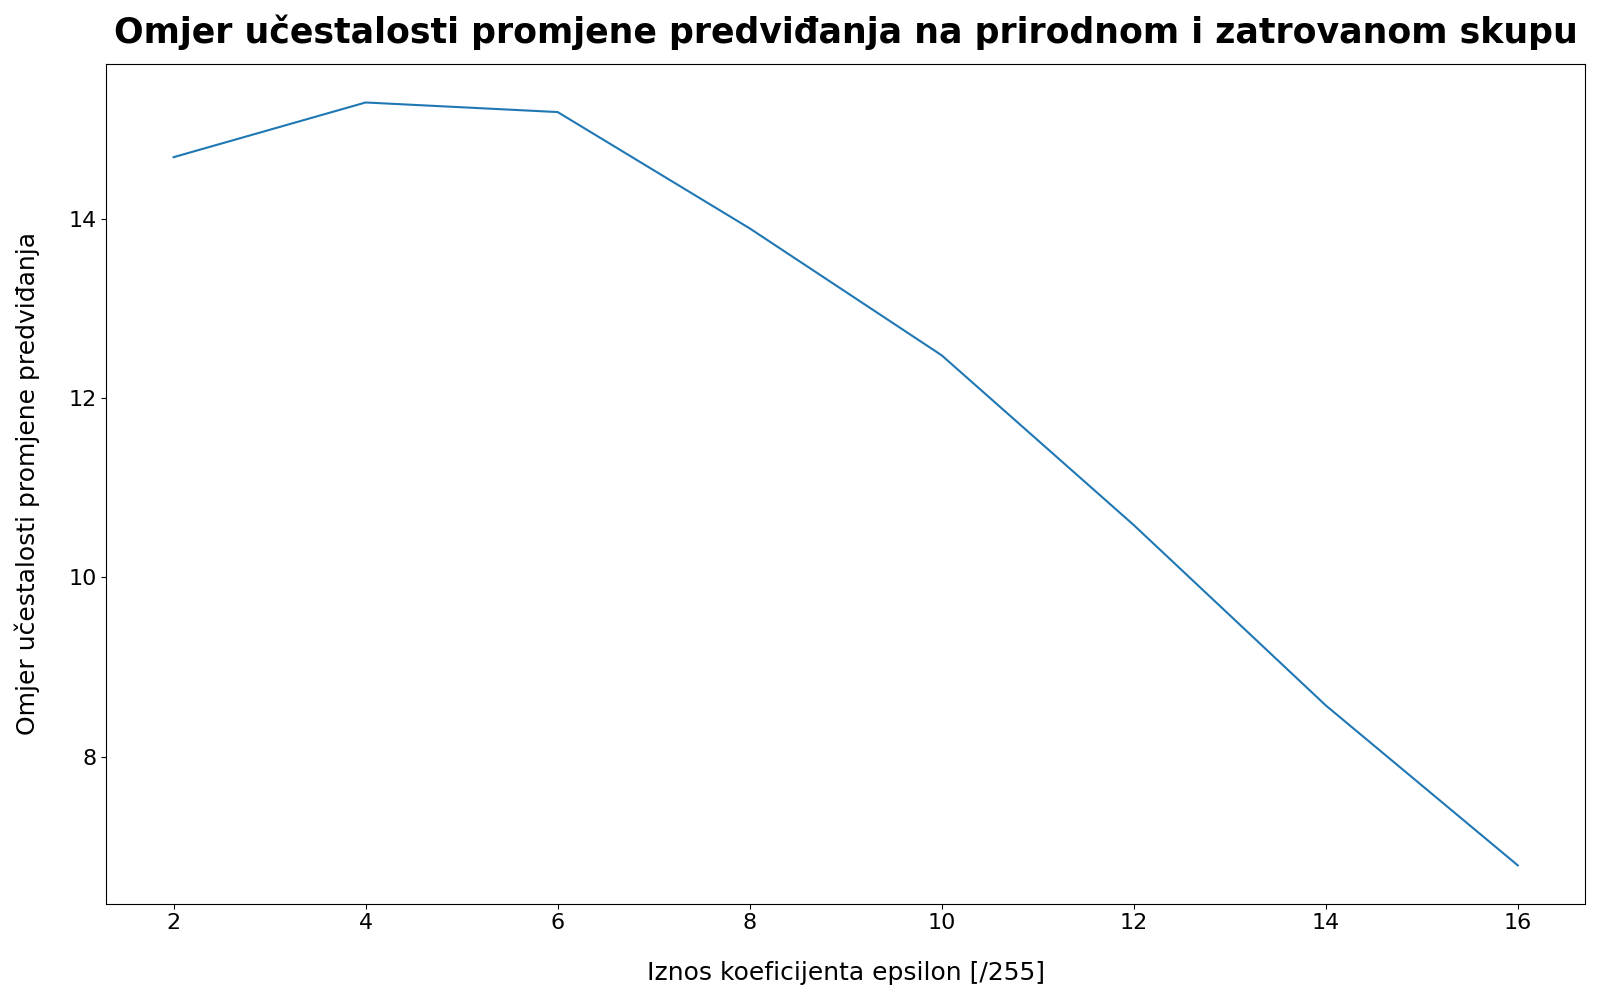 Omjer učestalosti promjene predviđanja na prirodnom i zatrovanom skupu
Omjer učestalosti promjene predviđanja
14
12
10
8
2 4 6 8 10 12 14 16
Iznos koeficijenta epsilon [/255]